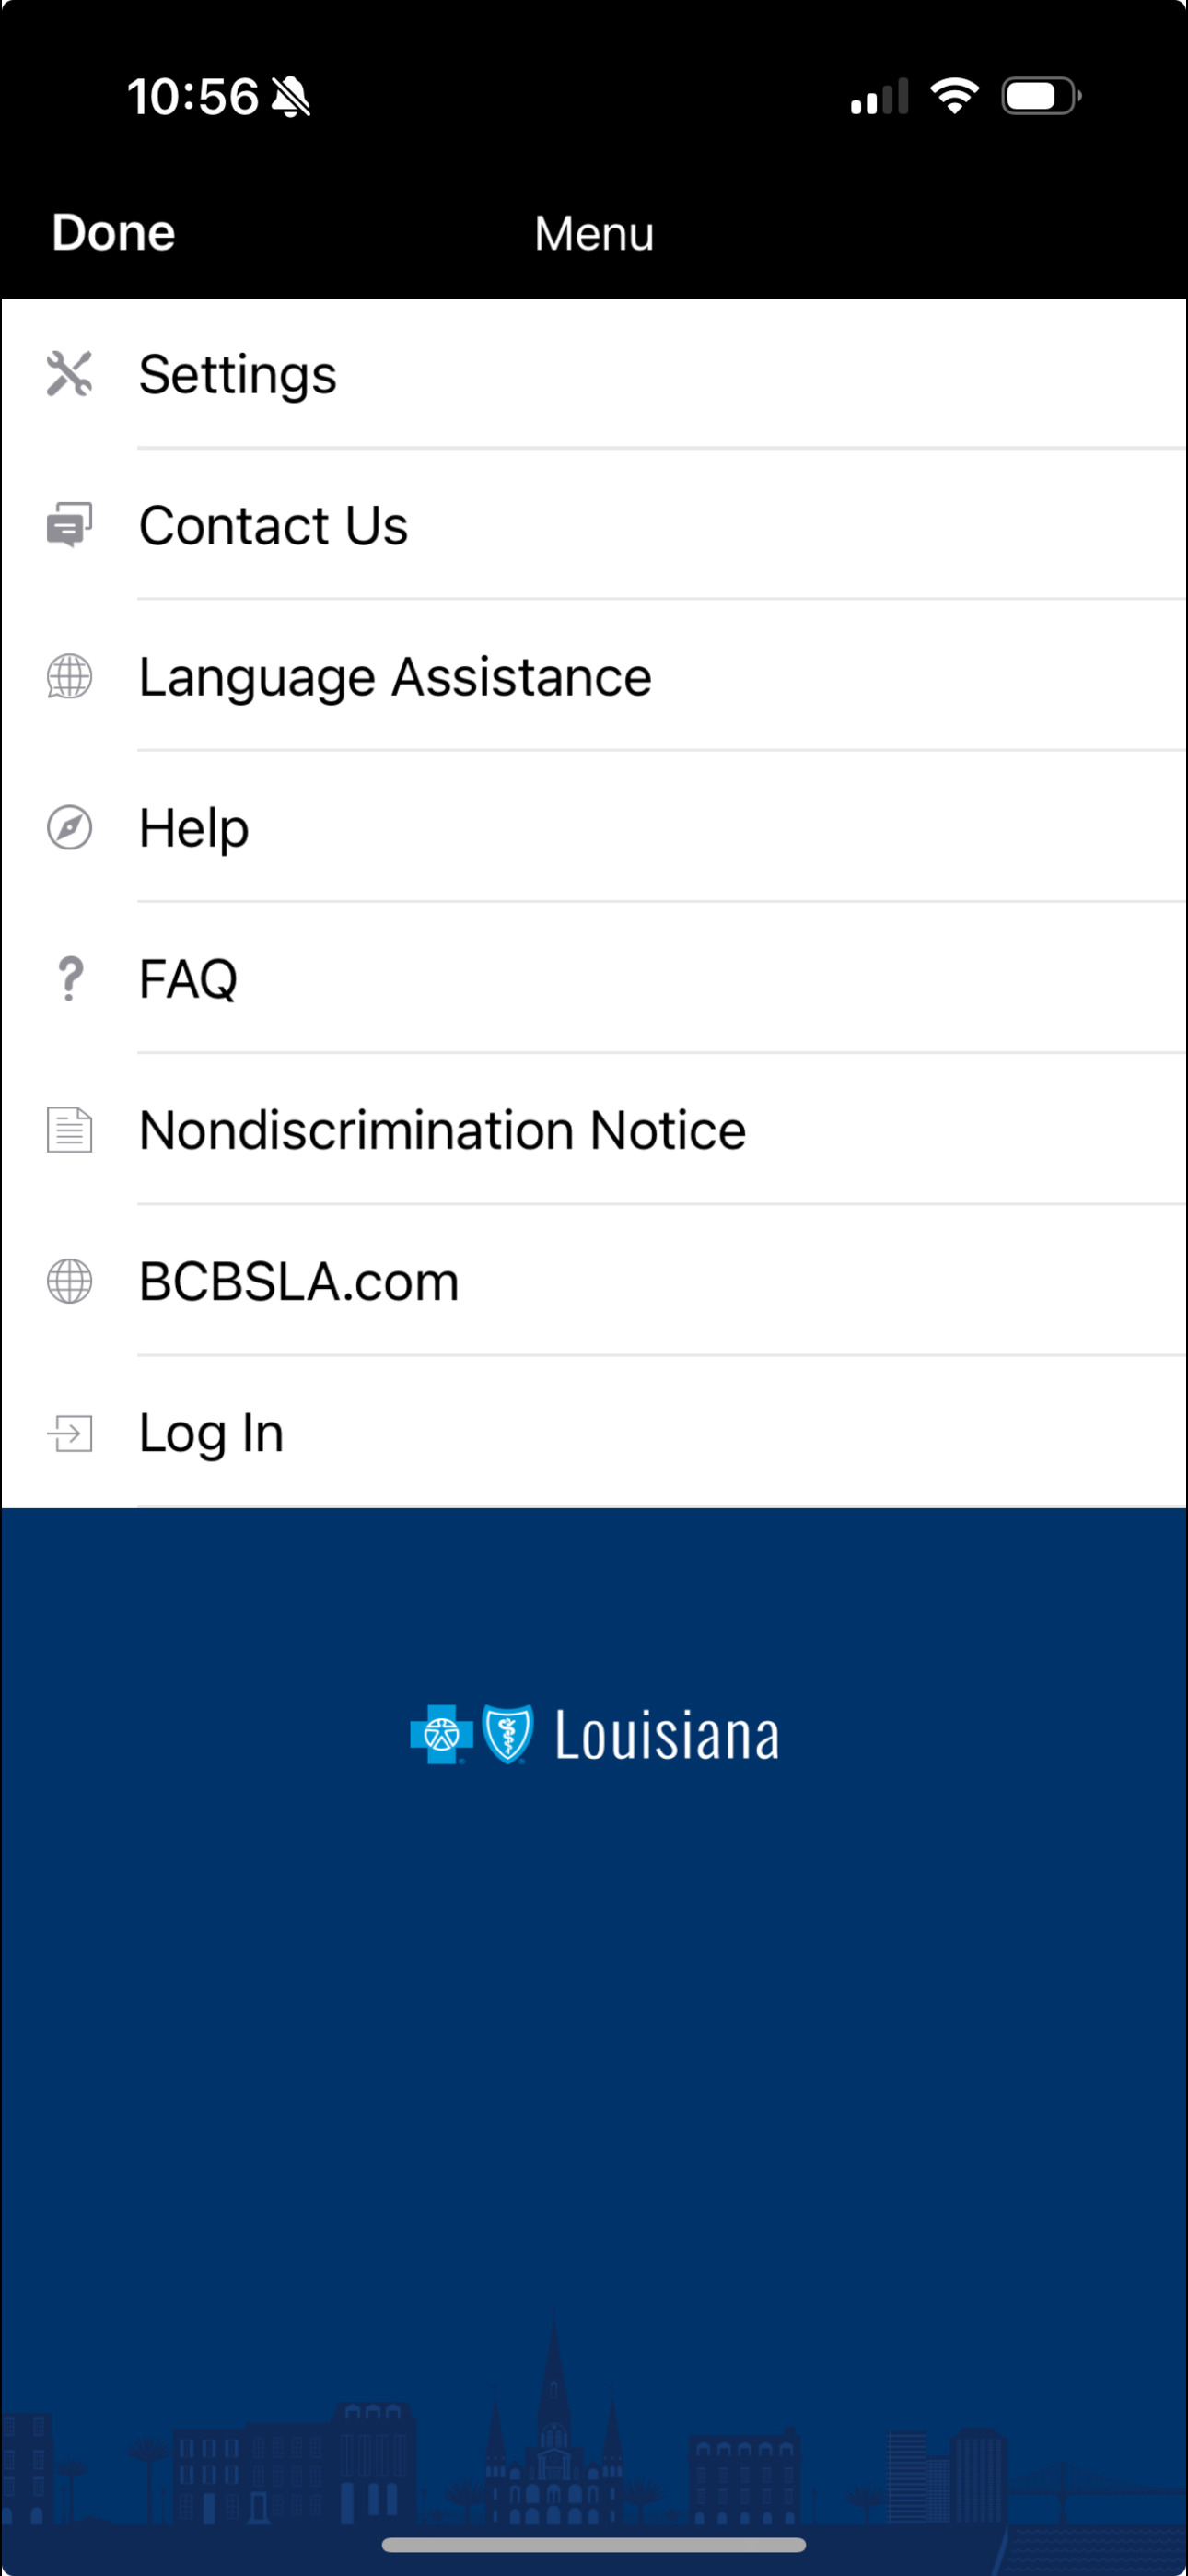 10:56
Done
Menu
Settings
Contact Us
Language Assistance
Help
FAQ
Nondiscrimination Notice
BCBSLA.com
Log In
Louisiana